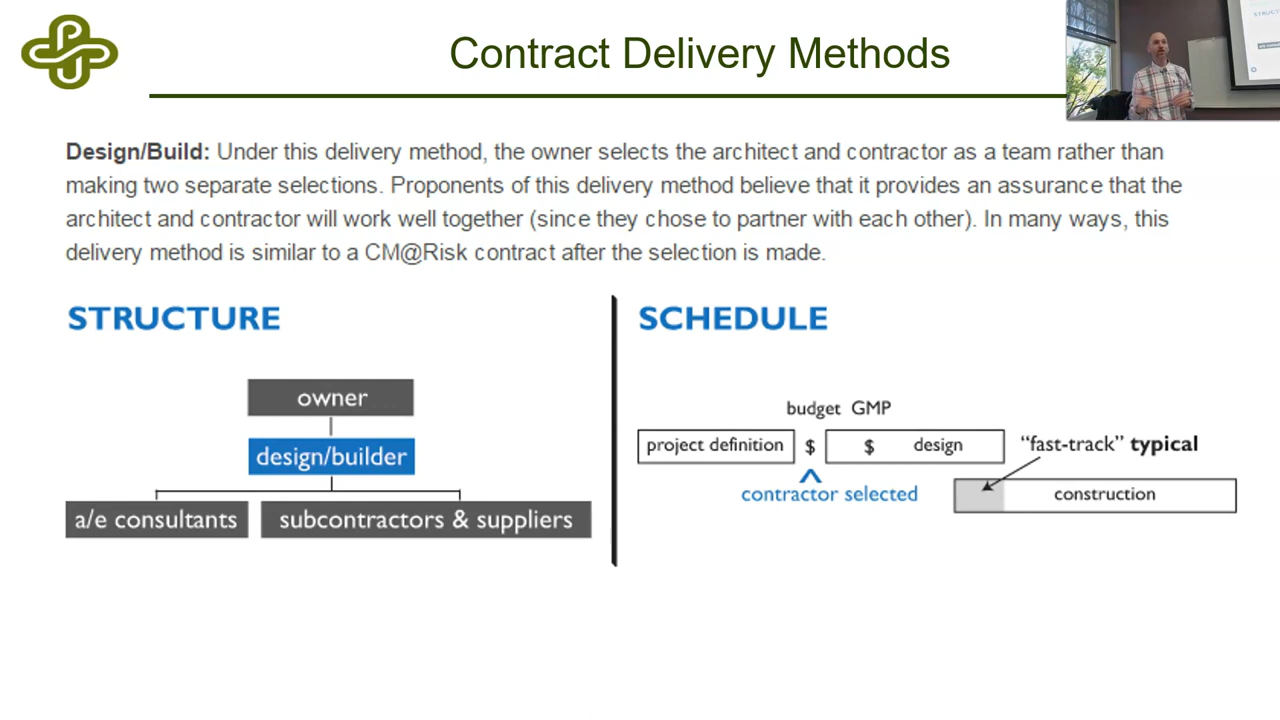 Contract Delivery Methods
Design/Build: Under this delivery method, the owner selects the architect and contractor as a team rather than
making two separate selections. Proponents of this delivery method believe that it provides an assurance that the
architect and contractor will work well together (since they chose to partner with each other). In many ways, this
delivery method is similar to a CM@Risk contract after the selection is made.
STRUCTURE
owner
design/builder
a/e consultants
subcontractors & suppliers
SCHEDULE
budget GMP
project definition $ $ design "fast-track" typical
contractor selected
construction